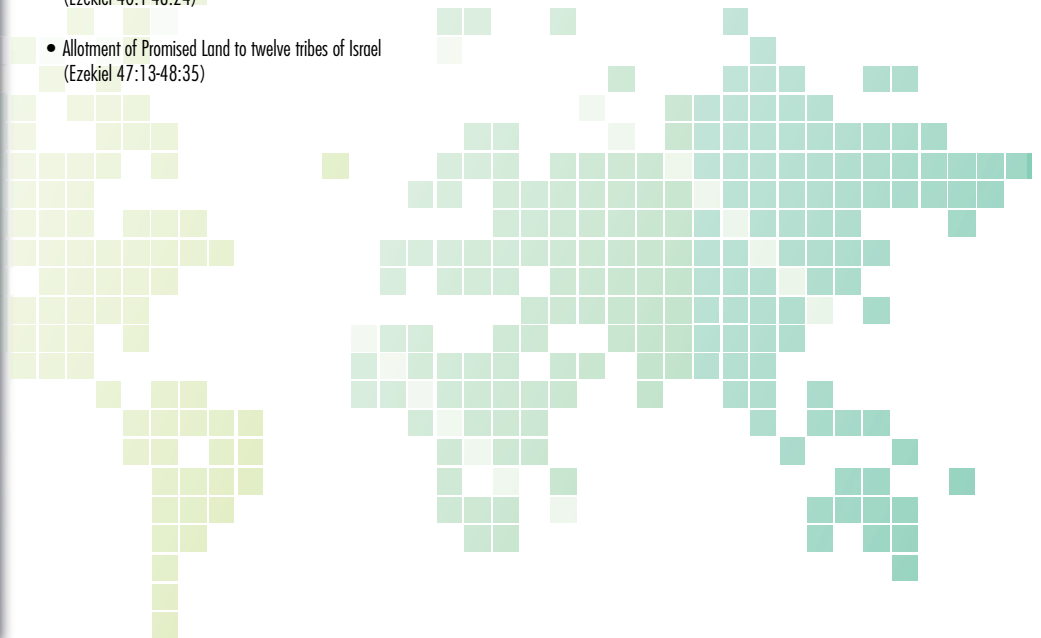 • Allotment of Promised Land to twelve tribes of Israel
(Ezekiel 47:13-48:35)